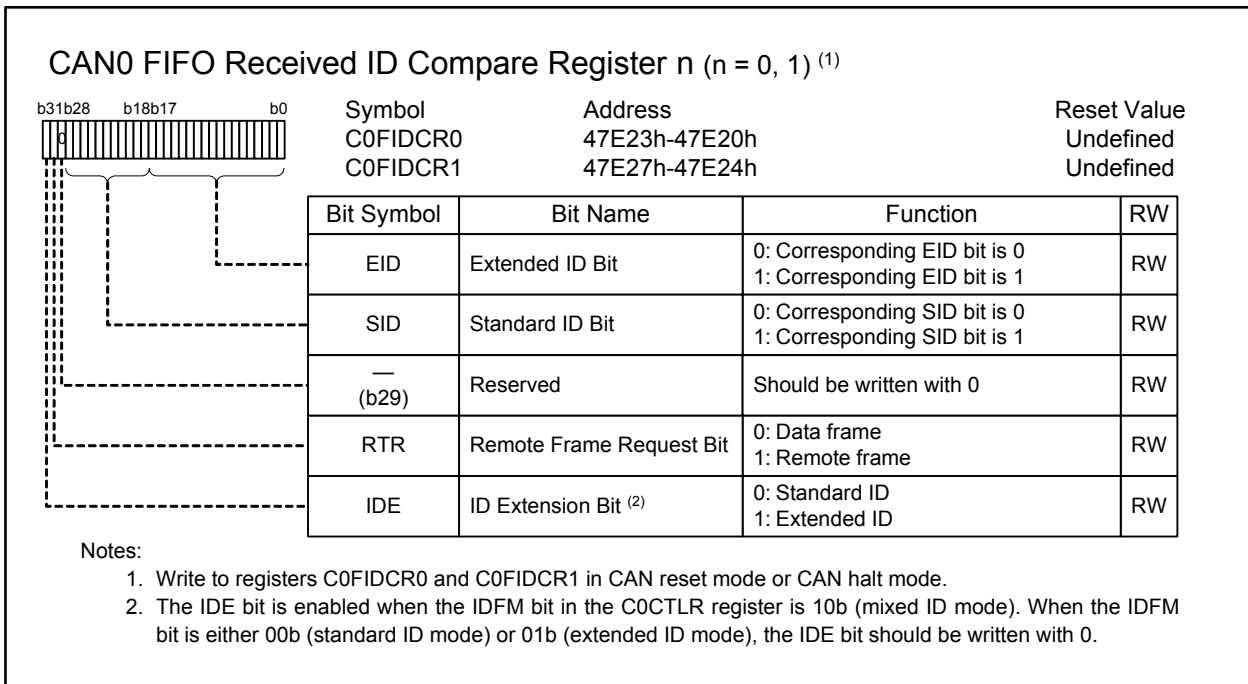 CAN0 FIFO Received ID Compare Register n (n = 0, 1) (1)
b31b28 b18b17 b0
0
Symbol Address Reset Value
C0FIDCR0 47E23h-47E20h Undefined
C0FIDCR1 47E27h-47E24h Undefined
Bit Symbol Bit Name Function RW
EID Extended ID Bit 0: Corresponding EID bit is 0
1: Corresponding EID bit is 1 RW
SID Standard ID Bit 0: Corresponding SID bit is 0
1: Corresponding SID bit is 1 RW
—
(b29) Reserved Should be written with 0 RW
RTR Remote Frame Request Bit 0: Data frame
1: Remote frame RW
IDE ID Extension Bit (2) 0: Standard ID
1: Extended ID RW
Notes:
1. Write to registers C0FIDCR0 and C0FIDCR1 in CAN reset mode or CAN halt mode.
2. The IDE bit is enabled when the IDFM bit in the C0CTLR register is 10b (mixed ID mode). When the IDFM
bit is either 00b (standard ID mode) or 01b (extended ID mode), the IDE bit should be written with 0.